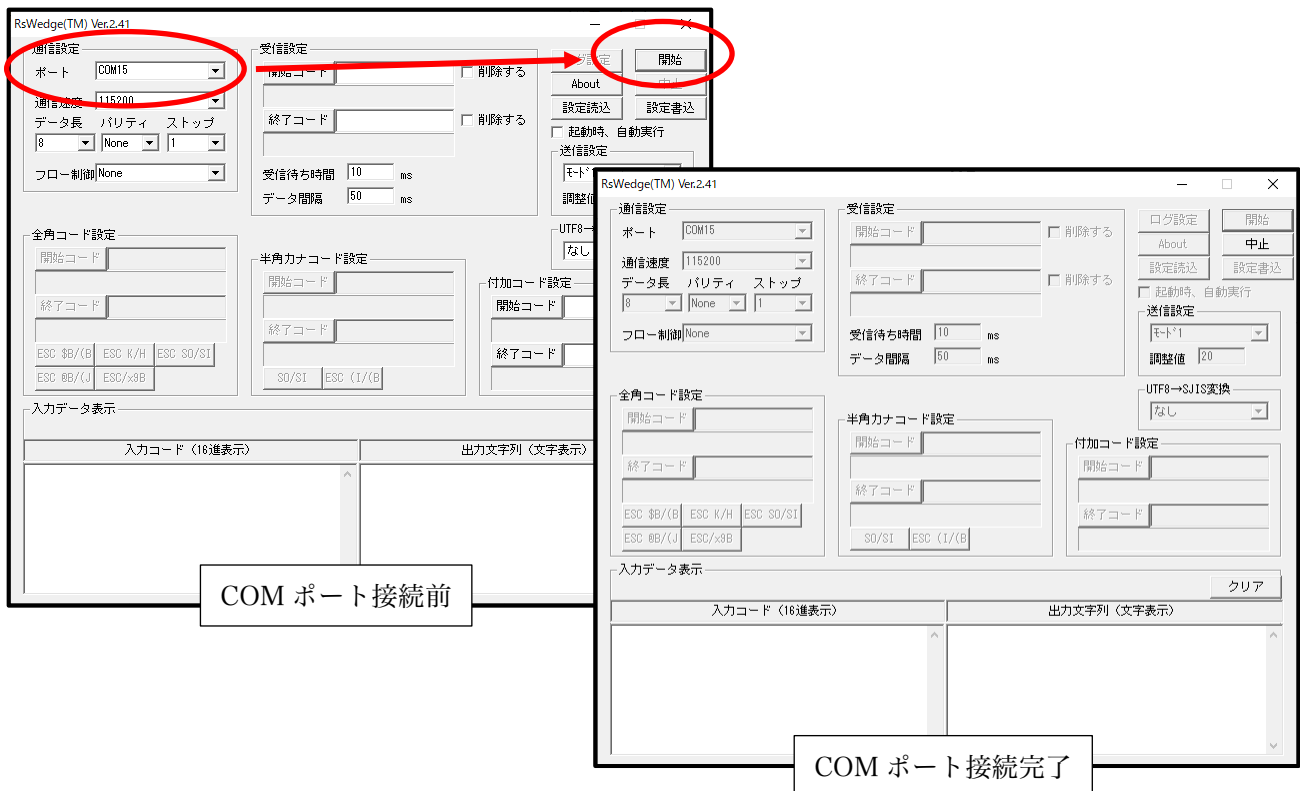 RsWedge(TM) Ver.2.41
通信設定
ポート COM15
通信速度 115200
データ長 パリティ ストップ
8 None 1
フロー制御 None
受信設定
開始コード 削除する
終了コード 削除する
受信待ち時間 10 ms
データ間隔 50 ms
ログ設定 開始
About 中止
設定読込 設定書込
起動時、自動実行
送信設定
ﾓｰﾄﾞ1
調整値
UTF8→
なし
全角コード設定
開始コード
終了コード
ESC $B/(B ESC K/H ESC SO/SI
ESC @B/(J ESC/x9B
半角カナコード設定
開始コード
終了コード
SO/SI ESC (I/(B
付加コード設定
開始コード
終了コード
入力データ表示
入力コード（16進表示） 出力文字列（文字表示）
COM ポート接続前
RsWedge(TM) Ver.2.41
通信設定
ポート COM15
通信速度 115200
データ長 パリティ ストップ
8 None 1
フロー制御 None
受信設定
開始コード 削除する
終了コード 削除する
受信待ち時間 10 ms
データ間隔 50 ms
ログ設定 開始
About 中止
設定読込 設定書込
起動時、自動実行
送信設定
ﾓｰﾄﾞ1
調整値 20
UTF8→SJIS変換
なし
全角コード設定
開始コード
終了コード
ESC $B/(B ESC K/H ESC SO/SI
ESC @B/(J ESC/x9B
半角カナコード設定
開始コード
終了コード
SO/SI ESC (I/(B
付加コード設定
開始コード
終了コード
入力データ表示
クリア
入力コード（16進表示） 出力文字列（文字表示）
COM ポート接続完了